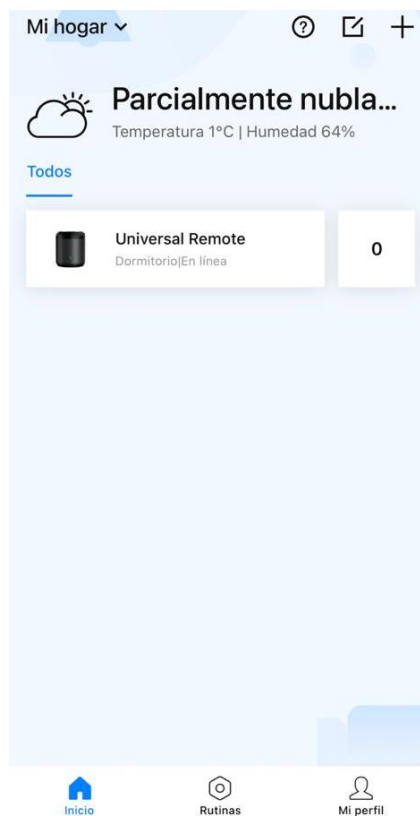 Mi hogar
Parcialmente nubla...
Temperatura 1°C | Humedad 64%
Todos
Universal Remote
0
Dormitorio|En línea
Inicio
Rutinas
Mi perfil